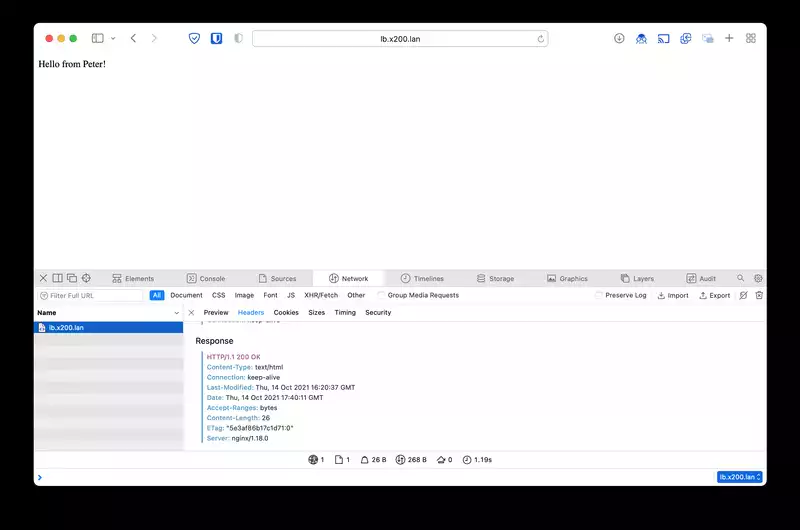 lb.x200.lan
Hello from Peter!
Elements Console Sources Network Timelines Storage Graphics Layers Audit
Filter Full URL All Document CSS Image Font JS XHR/Fetch Other Group Media Requests Preserve Log Import Export
Name Preview Headers Cookies Sizes Timing Security
lb.x200.lan
Response
HTTP/1.1 200 OK
Content-Type: text/html
Connection: keep-alive
Last-Modified: Thu, 14 Oct 2021 16:20:37 GMT
Date: Thu, 14 Oct 2021 17:40:11 GMT
Accept-Ranges: bytes
Content-Length: 26
ETag: "5e3af86b17c1d71:0"
Server: nginx/1.18.0
1 1 26 B 268 B 0 1.19s
lb.x200.lan